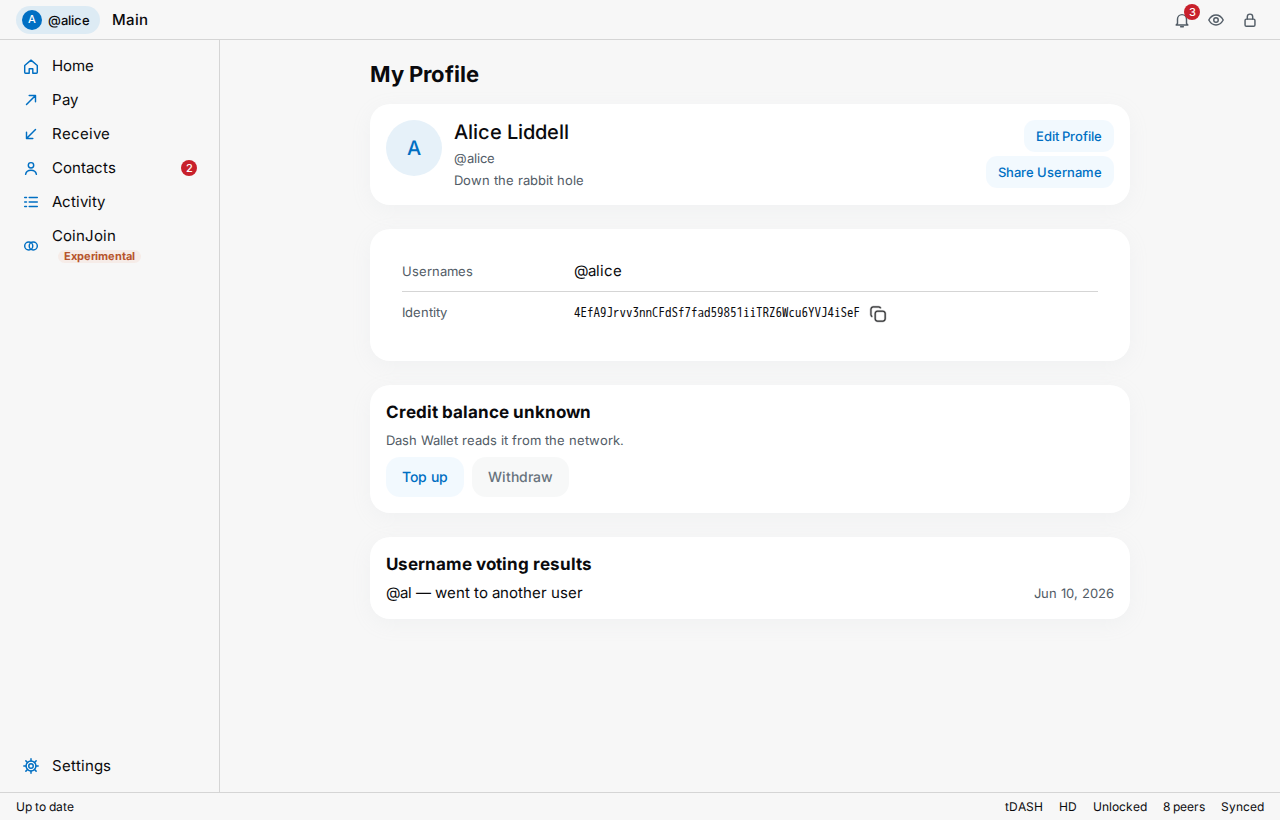 A @alice Main 3
Home
Pay
Receive
Contacts 2
Activity
CoinJoin
Experimental
Settings
My Profile
A
Alice Liddell
@alice
Down the rabbit hole
Edit Profile
Share Username
Usernames @alice
Identity 4EfA9Jrvv3nnCFdSf7fad59851iiTRZ6Wcu6YVJ4iSeF
Credit balance unknown
Dash Wallet reads it from the network.
Top up Withdraw
Username voting results
@al — went to another user Jun 10, 2026
Up to date tDASH HD Unlocked 8 peers Synced